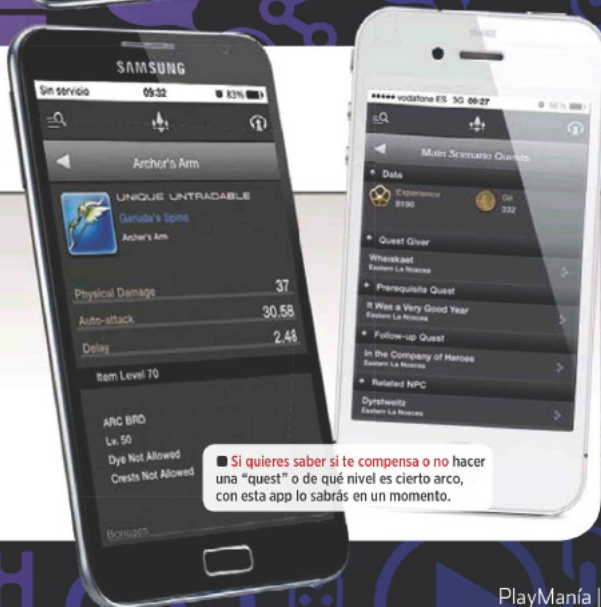 SAMSUNG
Sin servicio 09:32 83%
Archer's Arm
UNIQUE UNTRADABLE
Garuda's Spine
Archer's Arm
Physical Damage 37
Auto-attack 30.58
Delay 2.48
Item Level 70
ARC BRD
Lv. 50
Dye Not Allowed
Crests Not Allowed
Bonuses
vodafone ES 3G 09:27
Main Scenario Quests
Data
Experience
8190
Gil
332
Quest Giver
Wheiskaet
Eastern La Noscea
Prerequisite Quest
It Was a Very Good Year
Eastern La Noscea
Follow-up Quest
In the Company of Heroes
Eastern La Noscea
Related NPC
Dyrstweitz
Eastern La Noscea
Si quieres saber si te compensa o no hacer
una "quest" o de qué nivel es cierto arco,
con esta app lo sabrás en un momento.
PlayManía |